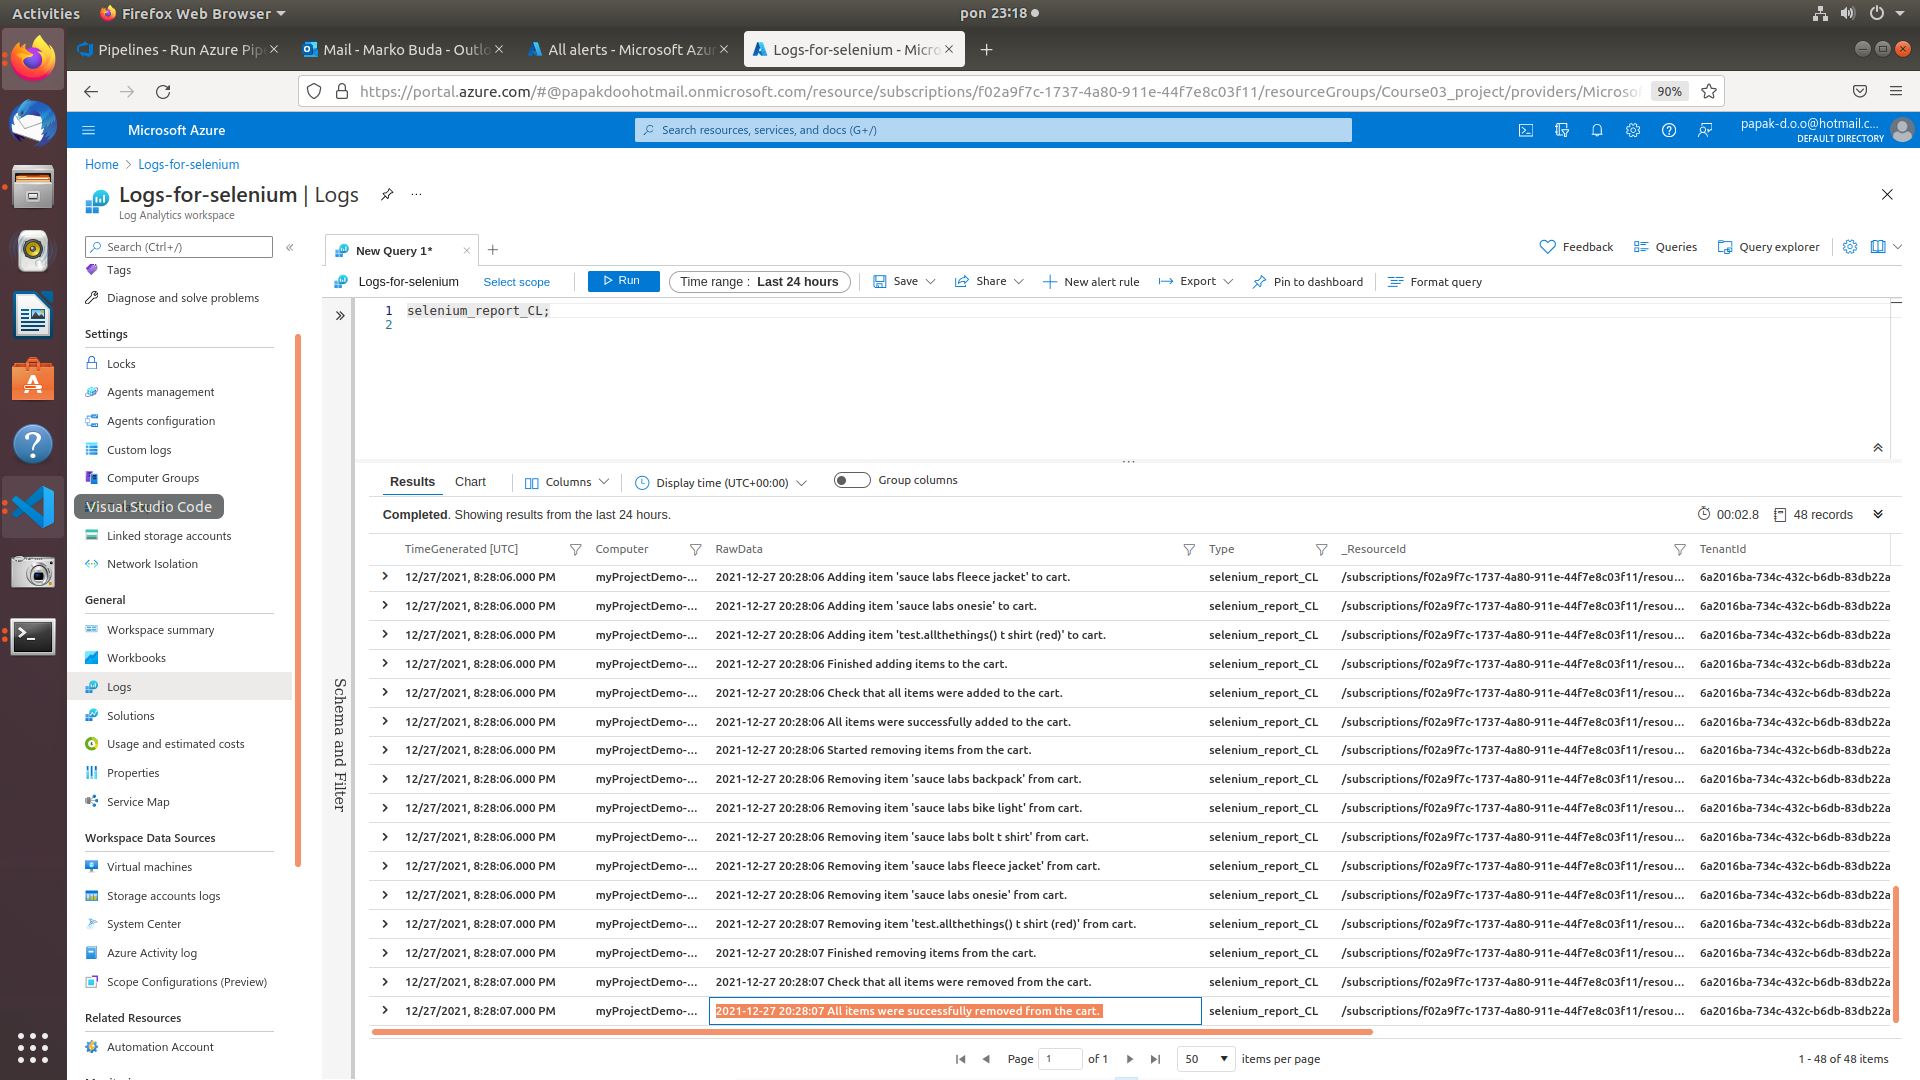 Activities
Firefox Web Browser
pon 23:18
Pipelines - Run Azure Pip
Mail - Marko Buda - Outlo
All alerts - Microsoft Azur
Logs-for-selenium - Micro
https://portal.azure.com/#@papakdoohotmail.onmicrosoft.com/resource/subscriptions/f02a9f7c-1737-4a80-911e-44f7e8c03f11/resourceGroups/Course03_project/providers/Microsof
90%
Microsoft Azure
Search resources, services, and docs (G+/)
papak-d.o.o@hotmail.c...
DEFAULT DIRECTORY
Home > Logs-for-selenium
Logs-for-selenium | Logs
Log Analytics workspace
Search (Ctrl+/)
Tags
Diagnose and solve problems
Settings
Locks
Agents management
Agents configuration
Custom logs
Computer Groups
Visual Studio Code
Linked storage accounts
Network Isolation
General
Workspace summary
Workbooks
Logs
Solutions
Usage and estimated costs
Properties
Service Map
Workspace Data Sources
Virtual machines
Storage accounts logs
System Center
Azure Activity log
Scope Configurations (Preview)
Related Resources
Automation Account
New Query 1*
Feedback
Queries
Query explorer
Logs-for-selenium
Select scope
Run
Time range : Last 24 hours
Save
Share
New alert rule
Export
Pin to dashboard
Format query
1 selenium_report_CL;
2
Schema and Filter
Results
Chart
Columns
Display time (UTC+00:00)
Group columns
Completed. Showing results from the last 24 hours.
00:02.8
48 records
TimeGenerated [UTC] Computer RawData Type _ResourceId TenantId
12/27/2021, 8:28:06.000 PM myProjectDemo-... 2021-12-27 20:28:06 Adding item 'sauce labs fleece jacket' to cart. selenium_report_CL /subscriptions/f02a9f7c-1737-4a80-911e-44f7e8c03f11/resou... 6a2016ba-734c-432c-b6db-83db22a
12/27/2021, 8:28:06.000 PM myProjectDemo-... 2021-12-27 20:28:06 Adding item 'sauce labs onesie' to cart. selenium_report_CL /subscriptions/f02a9f7c-1737-4a80-911e-44f7e8c03f11/resou... 6a2016ba-734c-432c-b6db-83db22a
12/27/2021, 8:28:06.000 PM myProjectDemo-... 2021-12-27 20:28:06 Adding item 'test.allthethings() t shirt (red)' to cart. selenium_report_CL /subscriptions/f02a9f7c-1737-4a80-911e-44f7e8c03f11/resou... 6a2016ba-734c-432c-b6db-83db22a
12/27/2021, 8:28:06.000 PM myProjectDemo-... 2021-12-27 20:28:06 Finished adding items to the cart. selenium_report_CL /subscriptions/f02a9f7c-1737-4a80-911e-44f7e8c03f11/resou... 6a2016ba-734c-432c-b6db-83db22a
12/27/2021, 8:28:06.000 PM myProjectDemo-... 2021-12-27 20:28:06 Check that all items were added to the cart. selenium_report_CL /subscriptions/f02a9f7c-1737-4a80-911e-44f7e8c03f11/resou... 6a2016ba-734c-432c-b6db-83db22a
12/27/2021, 8:28:06.000 PM myProjectDemo-... 2021-12-27 20:28:06 All items were successfully added to the cart. selenium_report_CL /subscriptions/f02a9f7c-1737-4a80-911e-44f7e8c03f11/resou... 6a2016ba-734c-432c-b6db-83db22a
12/27/2021, 8:28:06.000 PM myProjectDemo-... 2021-12-27 20:28:06 Started removing items from the cart. selenium_report_CL /subscriptions/f02a9f7c-1737-4a80-911e-44f7e8c03f11/resou... 6a2016ba-734c-432c-b6db-83db22a
12/27/2021, 8:28:06.000 PM myProjectDemo-... 2021-12-27 20:28:06 Removing item 'sauce labs backpack' from cart. selenium_report_CL /subscriptions/f02a9f7c-1737-4a80-911e-44f7e8c03f11/resou... 6a2016ba-734c-432c-b6db-83db22a
12/27/2021, 8:28:06.000 PM myProjectDemo-... 2021-12-27 20:28:06 Removing item 'sauce labs bike light' from cart. selenium_report_CL /subscriptions/f02a9f7c-1737-4a80-911e-44f7e8c03f11/resou... 6a2016ba-734c-432c-b6db-83db22a
12/27/2021, 8:28:06.000 PM myProjectDemo-... 2021-12-27 20:28:06 Removing item 'sauce labs bolt t shirt' from cart. selenium_report_CL /subscriptions/f02a9f7c-1737-4a80-911e-44f7e8c03f11/resou... 6a2016ba-734c-432c-b6db-83db22a
12/27/2021, 8:28:06.000 PM myProjectDemo-... 2021-12-27 20:28:06 Removing item 'sauce labs fleece jacket' from cart. selenium_report_CL /subscriptions/f02a9f7c-1737-4a80-911e-44f7e8c03f11/resou... 6a2016ba-734c-432c-b6db-83db22a
12/27/2021, 8:28:06.000 PM myProjectDemo-... 2021-12-27 20:28:06 Removing item 'sauce labs onesie' from cart. selenium_report_CL /subscriptions/f02a9f7c-1737-4a80-911e-44f7e8c03f11/resou... 6a2016ba-734c-432c-b6db-83db22a
12/27/2021, 8:28:07.000 PM myProjectDemo-... 2021-12-27 20:28:07 Removing item 'test.allthethings() t shirt (red)' from cart. selenium_report_CL /subscriptions/f02a9f7c-1737-4a80-911e-44f7e8c03f11/resou... 6a2016ba-734c-432c-b6db-83db22a
12/27/2021, 8:28:07.000 PM myProjectDemo-... 2021-12-27 20:28:07 Finished removing items from the cart. selenium_report_CL /subscriptions/f02a9f7c-1737-4a80-911e-44f7e8c03f11/resou... 6a2016ba-734c-432c-b6db-83db22a
12/27/2021, 8:28:07.000 PM myProjectDemo-... 2021-12-27 20:28:07 Check that all items were removed from the cart. selenium_report_CL /subscriptions/f02a9f7c-1737-4a80-911e-44f7e8c03f11/resou... 6a2016ba-734c-432c-b6db-83db22a
12/27/2021, 8:28:07.000 PM myProjectDemo-... 2021-12-27 20:28:07 All items were successfully removed from the cart. selenium_report_CL /subscriptions/f02a9f7c-1737-4a80-911e-44f7e8c03f11/resou... 6a2016ba-734c-432c-b6db-83db22a
Page 1 of 1
50 items per page
1 - 48 of 48 items